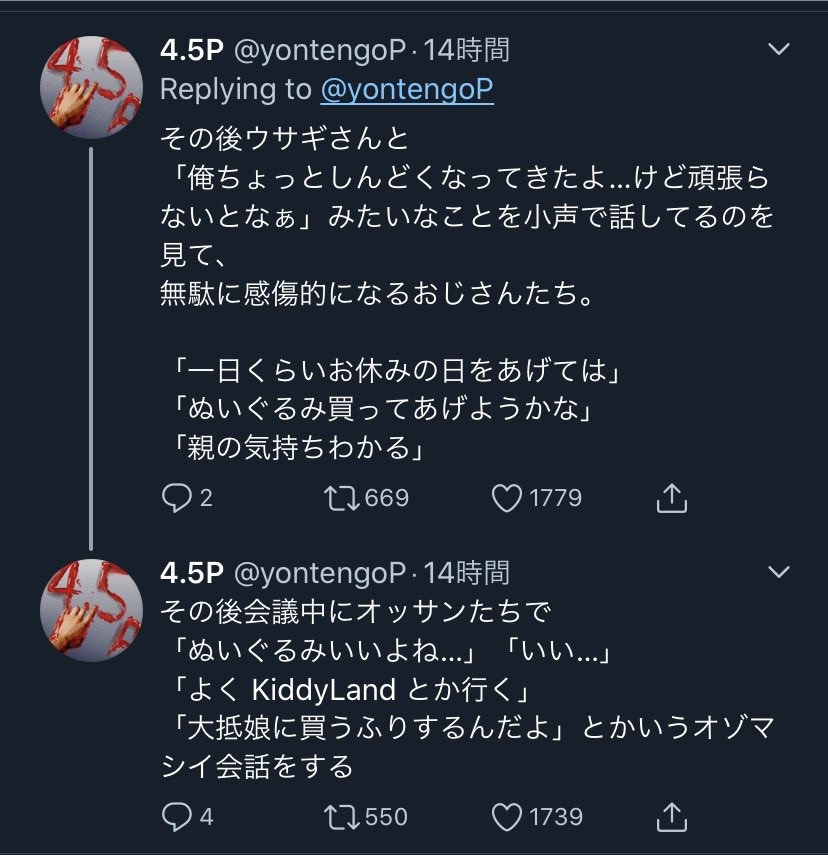 4.5P @yontengoP · 14時間
Replying to @yontengoP
その後ウサギさんと
「俺ちょっとしんどくなってきたよ...けど頑張ら
ないとなぁ」みたいなことを小声で話してるのを
見て、
無駄に感傷的になるおじさんたち。
「一日くらいお休みの日をあげては」
「ぬいぐるみ買ってあげようかな」
「親の気持ちわかる」
2 669 1779
4.5P @yontengoP · 14時間
その後会議中にオッサンたちで
「ぬいぐるみいいよね...」「いい...」
「よく KiddyLand とか行く」
「大抵娘に買うふりするんだよ」とかいうオゾマ
シイ会話をする
4 550 1739
4.5P
4.5P